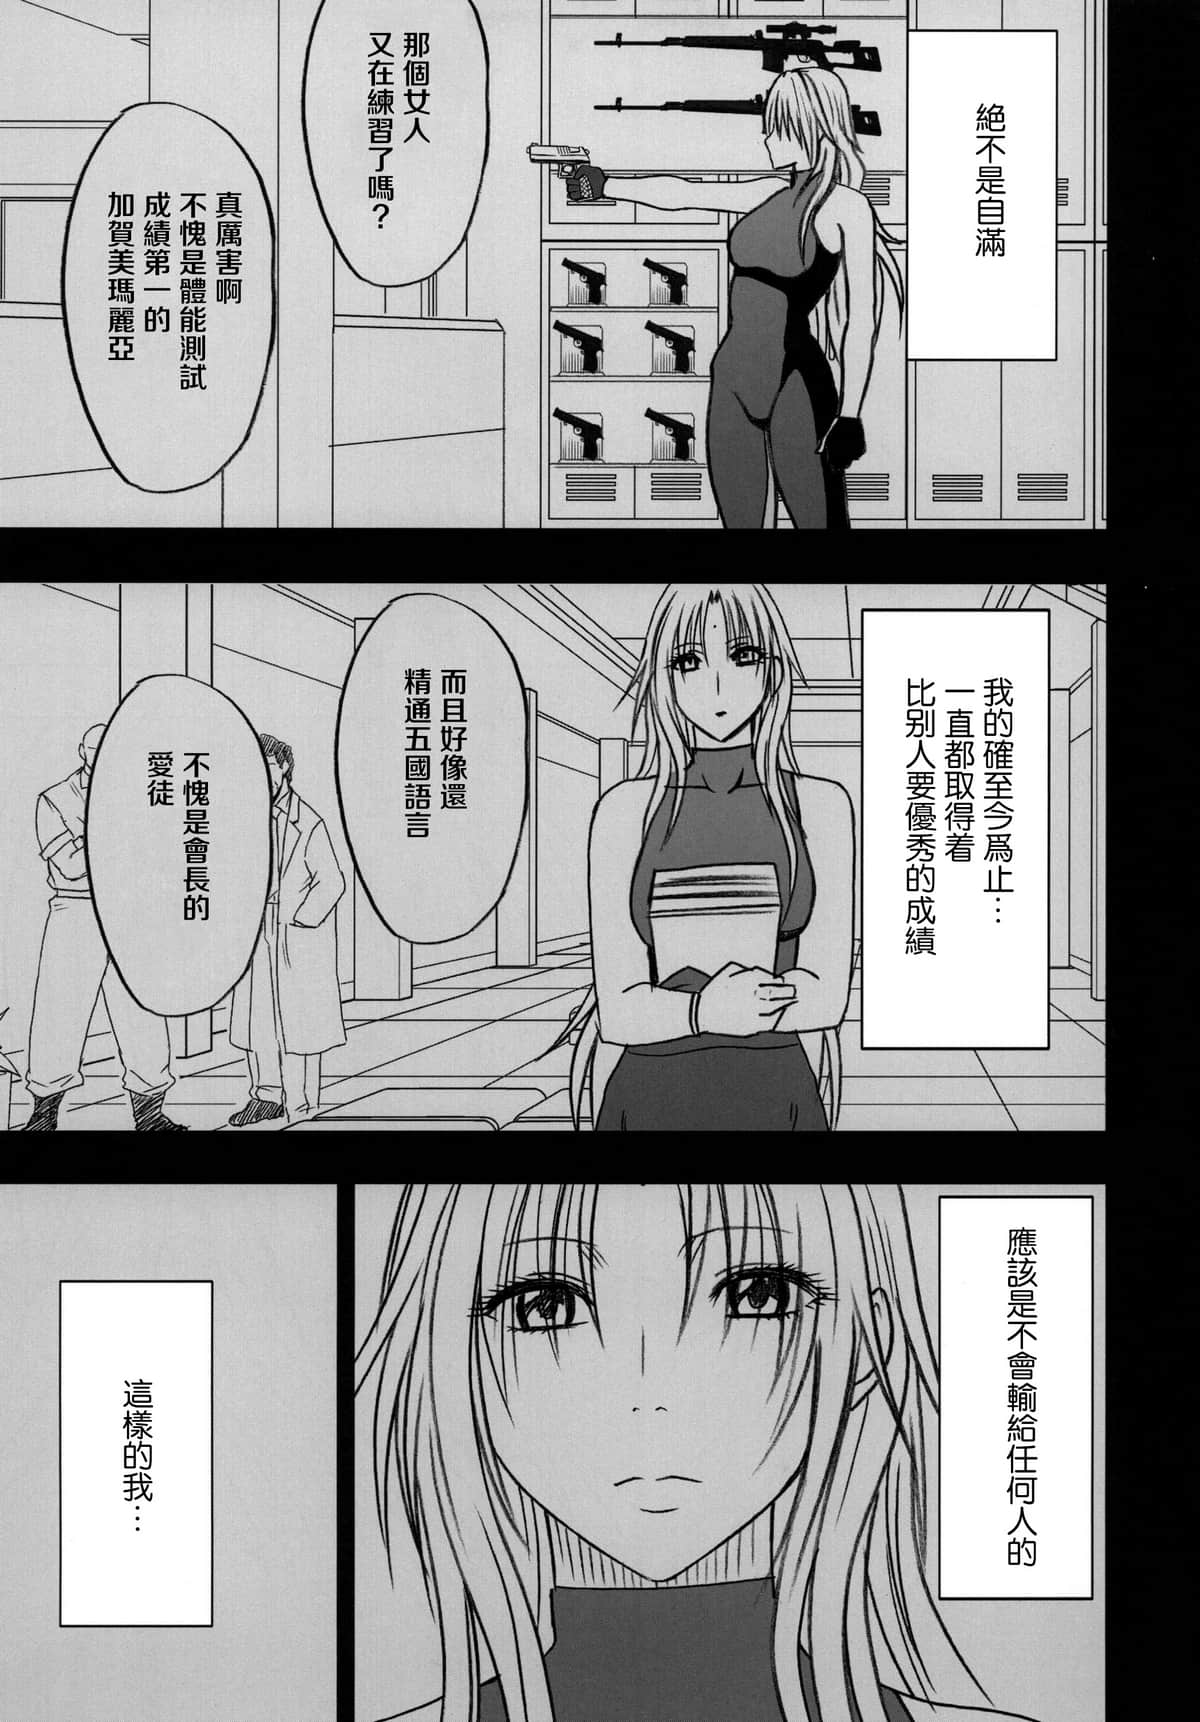 絶不是自滿
那個女人
又在練習了嗎？
真厲害啊
不愧是體能測試
成績第一的
加賀美瑪麗亞
我的確至今爲止…
一直都取得着
比别人要優秀的成績
而且好像還
精通五國語言
不愧是會長的
愛徒
應該是不會輸給任何人的
這樣的我…